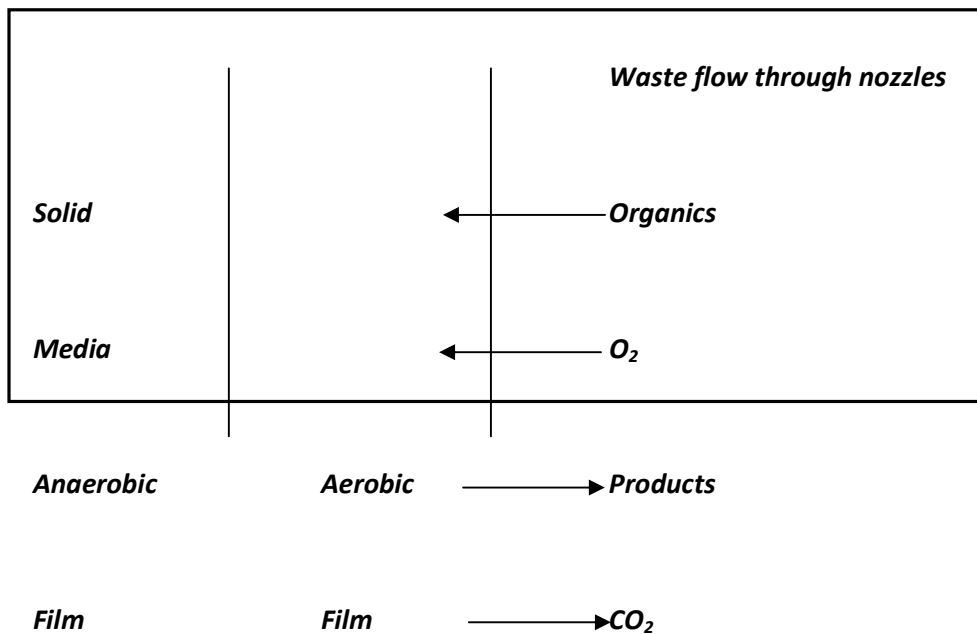 Waste flow through nozzles
Solid Organics
Media O₂
Anaerobic Aerobic Products
Film Film CO₂